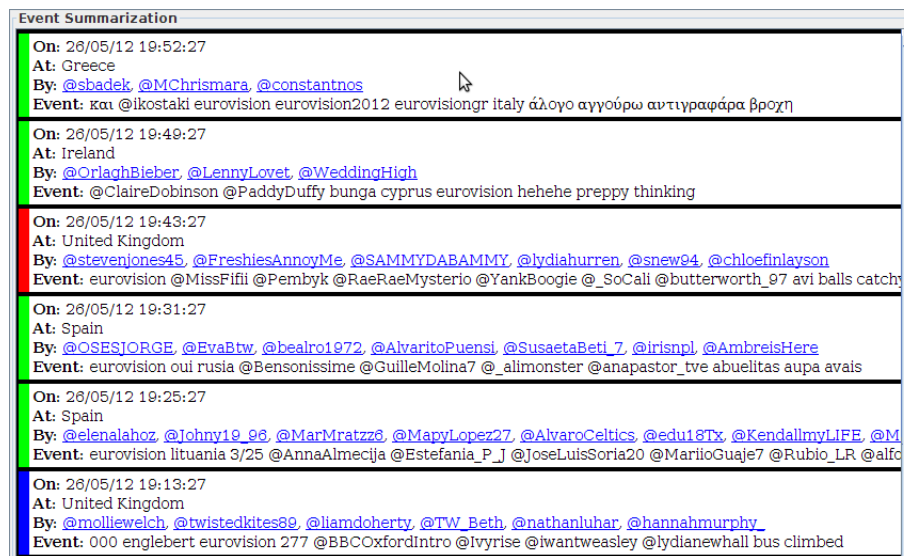 Event Summarization
On: 26/05/12 19:52:27
At: Greece
By: @sbadek, @MChrismara, @constantnos
Event: και @ikostaki eurovision eurovision2012 eurovisiongr italy άλογο αγγούρω αντιγραφάρα βροχη
On: 26/05/12 19:49:27
At: Ireland
By: @OrlaghBieber, @LennyLovet, @WeddingHigh
Event: @ClaireDobinson @PaddyDuffy bunga cyprus eurovision hehehe preppy thinking
On: 26/05/12 19:43:27
At: United Kingdom
By: @stevenjones45, @FreshiesAnnoyMe, @SAMMYDABAMMY, @lydiahurren, @snew94, @chloefinlayson
Event: eurovision @MissFifii @Pembyk @RaeRaeMysterio @YankBoogie @_SoCali @butterworth_97 avi balls catchy
On: 26/05/12 19:31:27
At: Spain
By: @OSESJORGE, @EvaBtw, @bealro1972, @AlvaritoPuensi, @SusaetaBeti_7, @irisnpl, @AmbreisHere
Event: eurovision oui rusia @Bensonissime @GuilleMolina7 @_alimonster @anapastor_tve abuelitas aupa avais
On: 26/05/12 19:25:27
At: Spain
By: @elenalahoz, @Johny19_96, @MarMratzz6, @MapyLopez27, @AlvaroCeltics, @edu18Tx, @KendallmyLIFE, @M
Event: eurovision lituania 3/25 @AnnaAlmecija @Estefania_P_J @JoseLuisSoria20 @MariioGuaje7 @Rubio_LR @alfo
On: 26/05/12 19:13:27
At: United Kingdom
By: @molliewelch, @twistedkites89, @liamdoherty, @TW_Beth, @nathanluhar, @hannahmurphy_
Event: 000 englebert eurovision 277 @BBCOxfordIntro @Ivyrise @iwantweasley @lydianewhall bus climbed